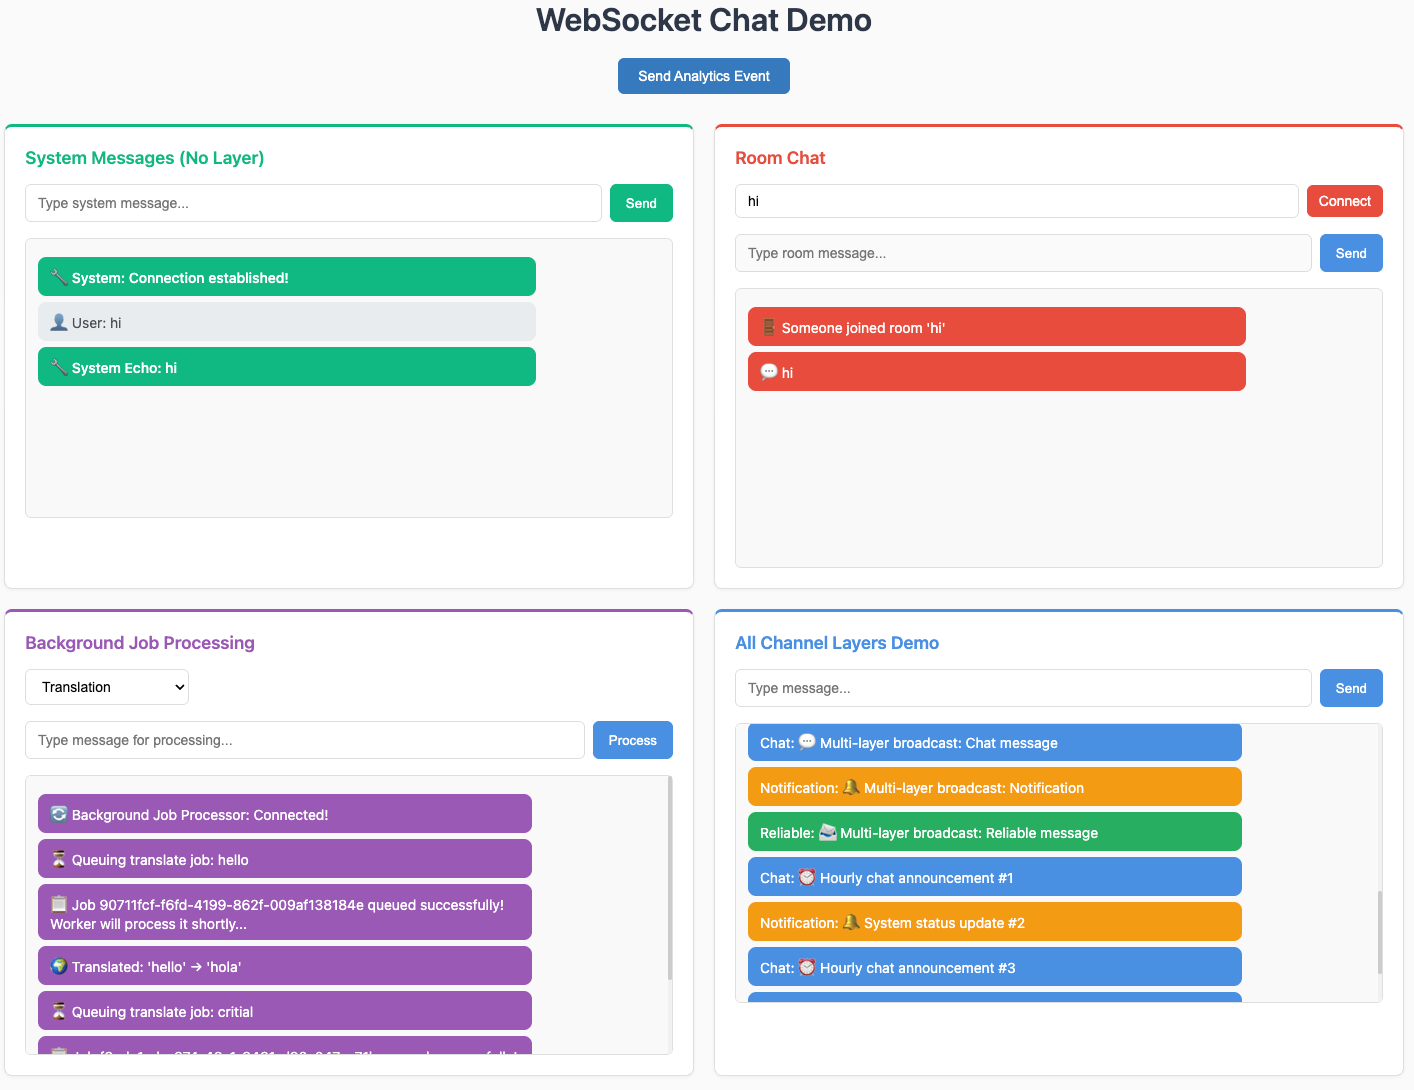 WebSocket Chat Demo
Send Analytics Event
System Messages (No Layer)
Type system message...
Send
System: Connection established!
User: hi
System Echo: hi
Room Chat
hi
Connect
Type room message...
Send
Someone joined room 'hi'
hi
Background Job Processing
Translation
Type message for processing...
Process
Background Job Processor: Connected!
Queuing translate job: hello
Job 90711fcf-f6fd-4199-862f-009af138184e queued successfully!
Worker will process it shortly...
Translated: 'hello' → 'hola'
Queuing translate job: critial
All Channel Layers Demo
Type message...
Send
Chat: 💬 Multi-layer broadcast: Chat message
Notification: 🔔 Multi-layer broadcast: Notification
Reliable: 📨 Multi-layer broadcast: Reliable message
Chat: ⏰ Hourly chat announcement #1
Notification: 🔔 System status update #2
Chat: ⏰ Hourly chat announcement #3